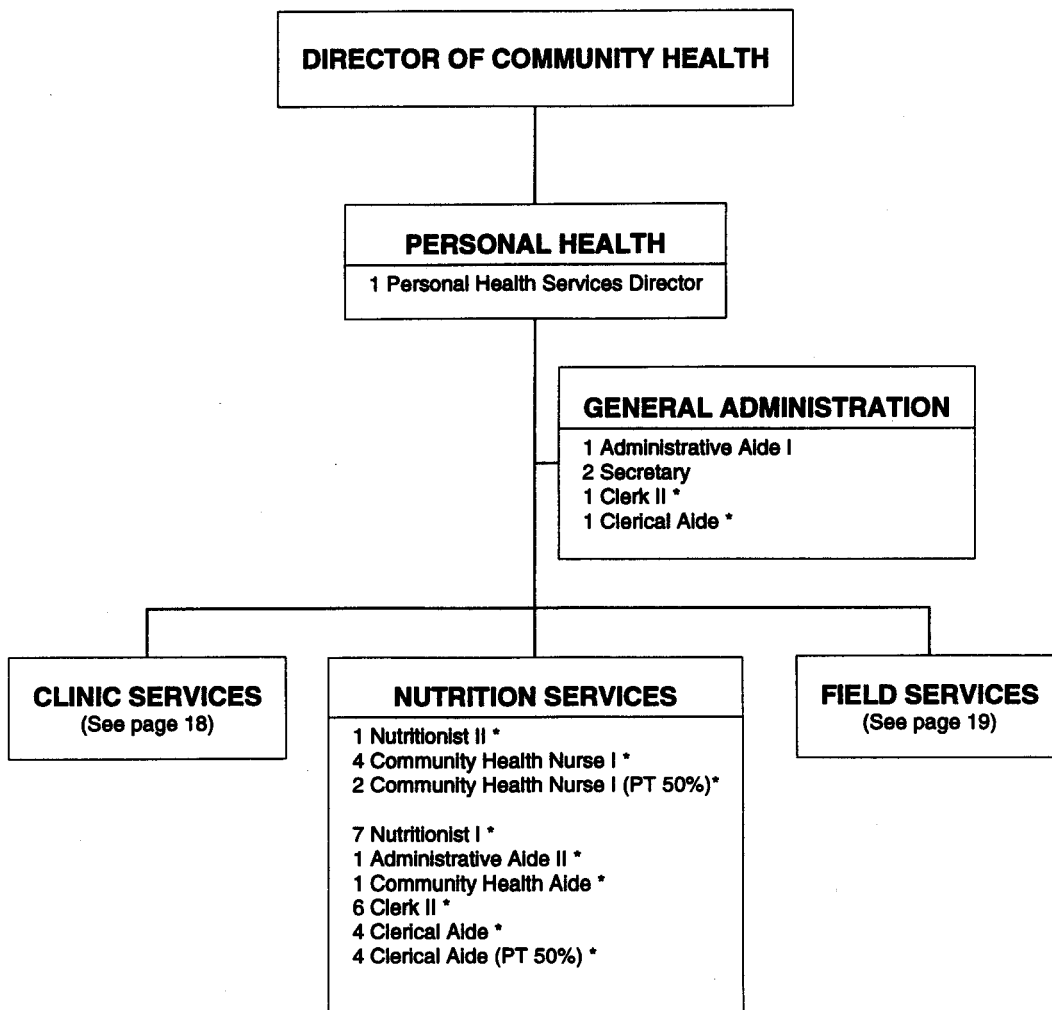 DIRECTOR OF COMMUNITY HEALTH
PERSONAL HEALTH
1 Personal Health Services Director
GENERAL ADMINISTRATION
1 Administrative Aide I
2 Secretary
1 Clerk II *
1 Clerical Aide *
CLINIC SERVICES
(See page 18)
NUTRITION SERVICES
1 Nutritionist II *
4 Community Health Nurse I *
2 Community Health Nurse I (PT 50%)*
7 Nutritionist I *
1 Administrative Aide II *
1 Community Health Aide *
6 Clerk II *
4 Clerical Aide *
4 Clerical Aide (PT 50%) *
FIELD SERVICES
(See page 19)